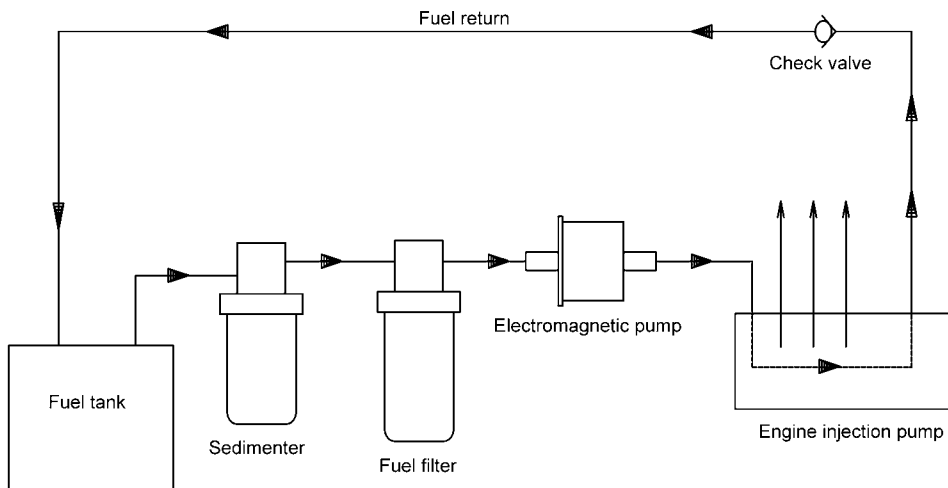 Fuel return
Check valve
Electromagnetic pump
Fuel tank
Sedimenter
Fuel filter
Engine injection pump